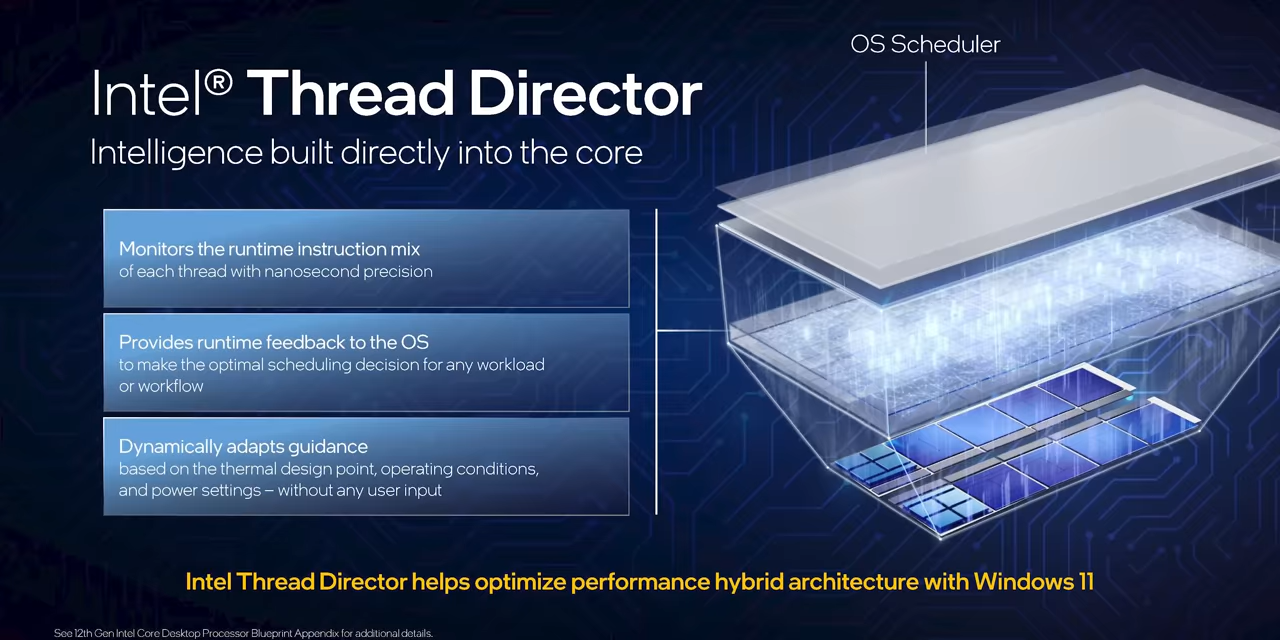 OS Scheduler
Intel® Thread Director
Intelligence built directly into the core
Monitors the runtime instruction mix
of each thread with nanosecond precision
Provides runtime feedback to the OS
to make the optimal scheduling decision for any workload
or workflow
Dynamically adapts guidance
based on the thermal design point, operating conditions,
and power settings – without any user input
Intel Thread Director helps optimize performance hybrid architecture with Windows 11
See 12th Gen Intel Core Desktop Processor Blueprint Appendix for additional details.